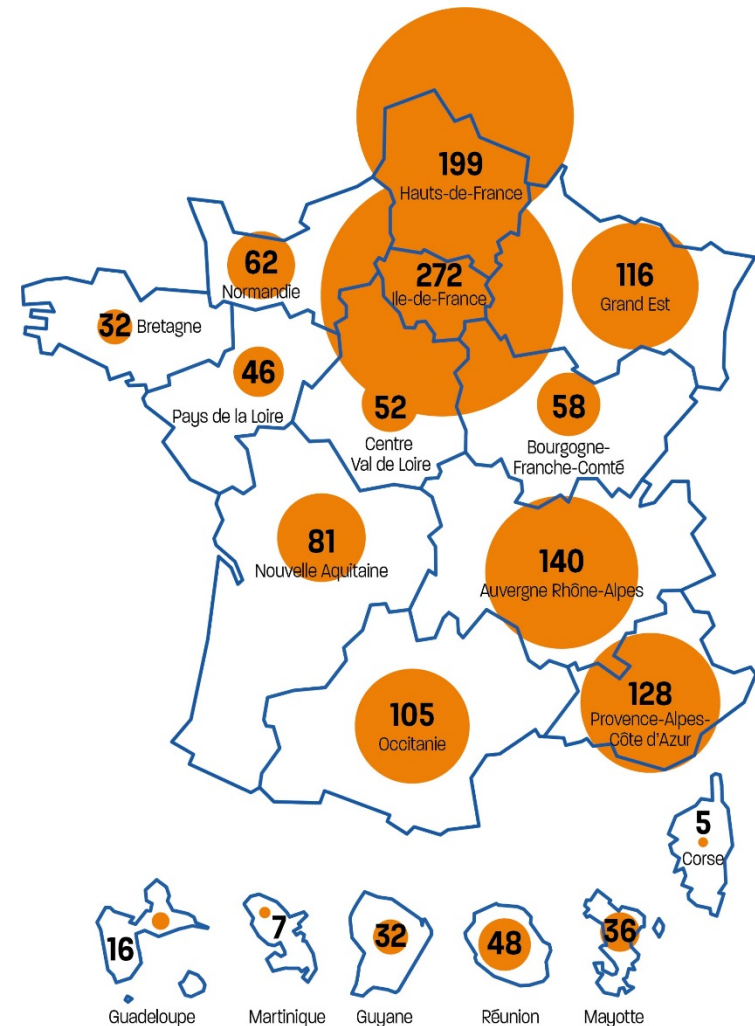 199
Hauts-de-France
62
Normandie
272
Ile-de-France
116
Grand Est
32 Bretagne
46
Pays de la Loire
52
Centre
Val de Loire
58
Bourgogne-
Franche-Comté
81
Nouvelle Aquitaine
140
Auvergne Rhône-Alpes
105
Occitanie
128
Provence-Alpes-
Côte d'Azur
5
Corse
16
Guadeloupe
7
Martinique
32
Guyane
48
Réunion
36
Mayotte